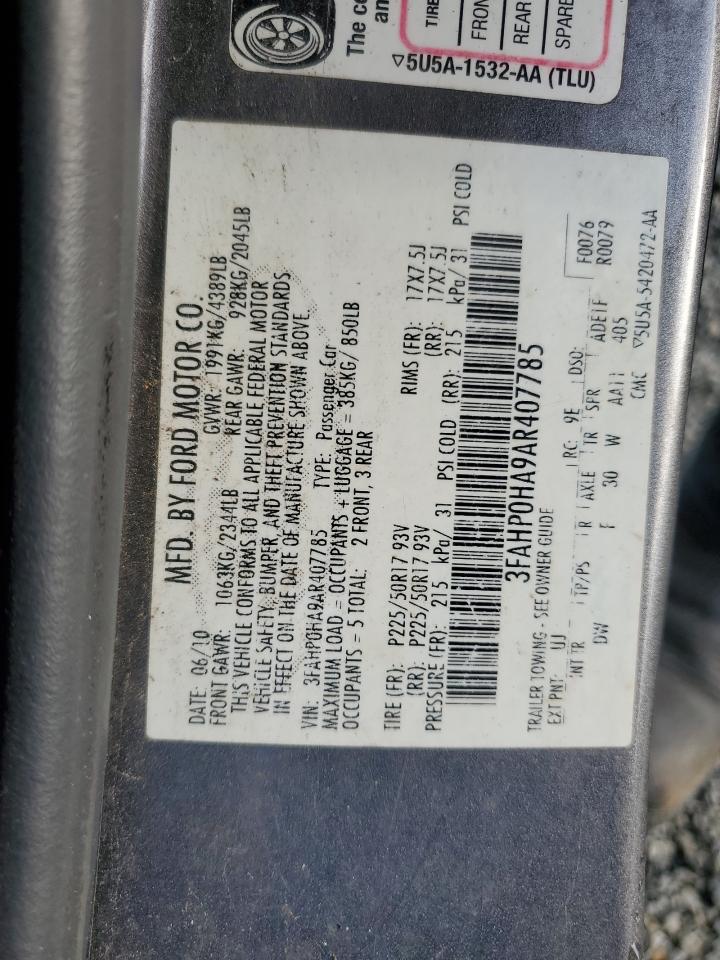 The
an
TIRE
FRON
REAR
SPARE
▽5U5A-1532-AA (TLU)
MFD. BY FORD MOTOR CO.
DATE: 06/10 GVWR: 1991KG/4389LB
FRONT GAWR: 1063KG/2344LB REAR GAWR: 928KG/2045LB
THIS VEHICLE CONFORMS TO ALL APPLICABLE FEDERAL MOTOR
VEHICLE SAFETY, BUMPER, AND THEFT PREVENTION STANDARDS
IN EFFECT ON THE DATE OF MANUFACTURE SHOWN ABOVE.
VIN: 3FAHP0HA9AR407785 TYPE: Passenger Car
MAXIMUM LOAD = OCCUPANTS + LUGGAGE = 385KG/ 850LB
OCCUPANTS = 5 TOTAL: 2 FRONT, 3 REAR
TIRE (FR): P225/50R17 93V RIMS (FR): 17X7.5J
(RR): P225/50R17 93V (RR): 17X7.5J
PRESSURE (FR): 215 kPa/ 31 PSI COLD (RR): 215 kPa/ 31 PSI COLD
3FAHP0HA9AR407785
TRAILER TOWING - SEE OWNER GUIDE
EXT PNT: UJ RC: 9E DSO: F0076
R0079
INT TR TP/PS R AXLE TR SPR ADEIF
DW F 30 W AA11 405
CMC ▽5U5A-5420472-AA